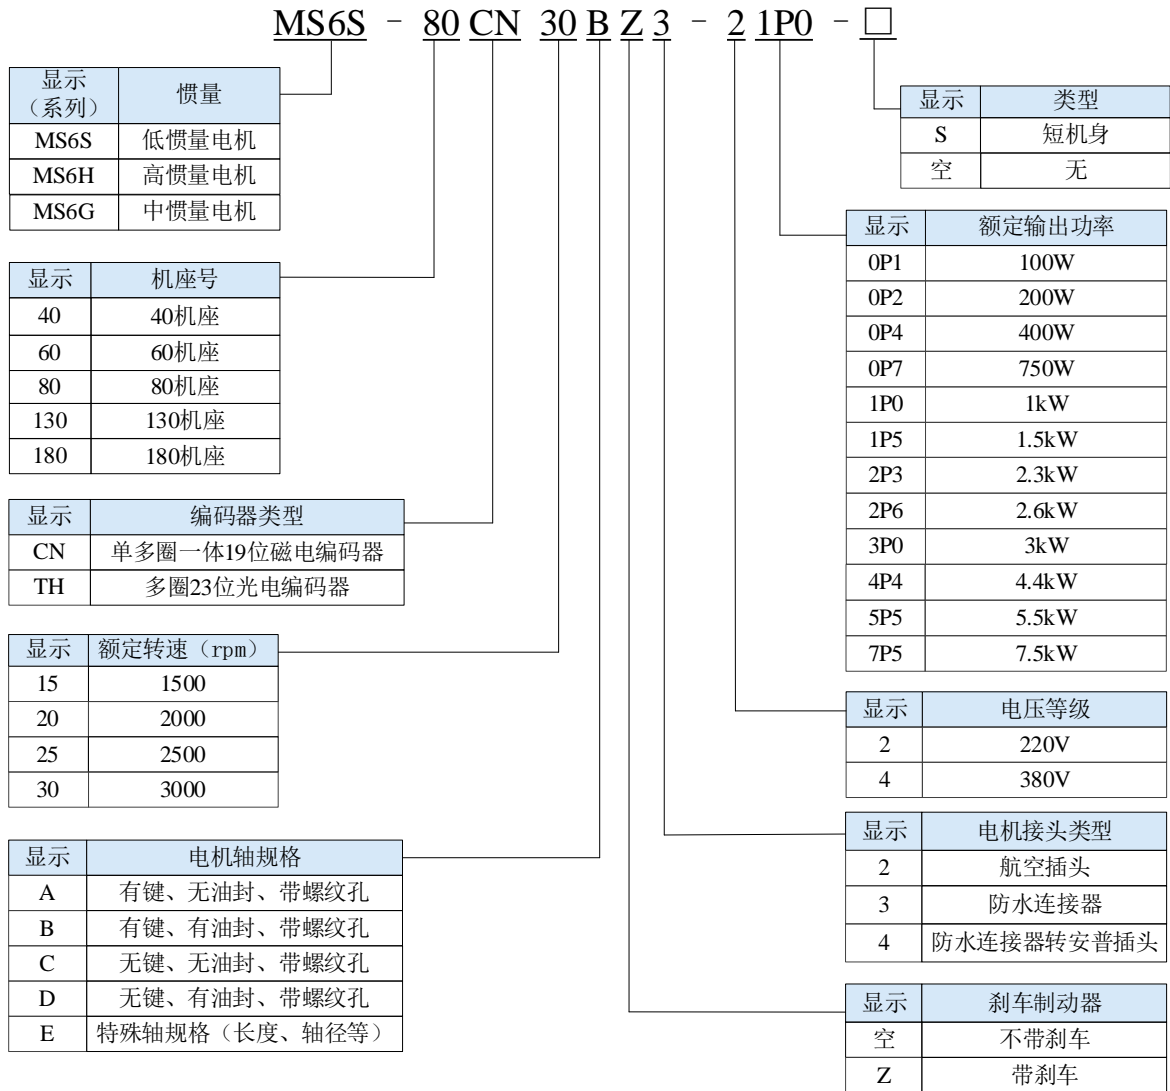 MS6S - 80 CN 30 B Z 3 - 2 1P0 - □
显示（系列） 惯量
MS6S 低惯量电机
MS6H 高惯量电机
MS6G 中惯量电机
显示 机座号
40 40机座
60 60机座
80 80机座
130 130机座
180 180机座
显示 编码器类型
CN 单多圈一体19位磁电编码器
TH 多圈23位光电编码器
显示 额定转速（rpm）
15 1500
20 2000
25 2500
30 3000
显示 电机轴规格
A 有键、无油封、带螺纹孔
B 有键、有油封、带螺纹孔
C 无键、无油封、带螺纹孔
D 无键、有油封、带螺纹孔
E 特殊轴规格（长度、轴径等）
显示 类型
S 短机身
空 无
显示 额定输出功率
0P1 100W
0P2 200W
0P4 400W
0P7 750W
1P0 1kW
1P5 1.5kW
2P3 2.3kW
2P6 2.6kW
3P0 3kW
4P4 4.4kW
5P5 5.5kW
7P5 7.5kW
显示 电压等级
2 220V
4 380V
显示 电机接头类型
2 航空插头
3 防水连接器
4 防水连接器转安普插头
显示 刹车制动器
空 不带刹车
Z 带刹车